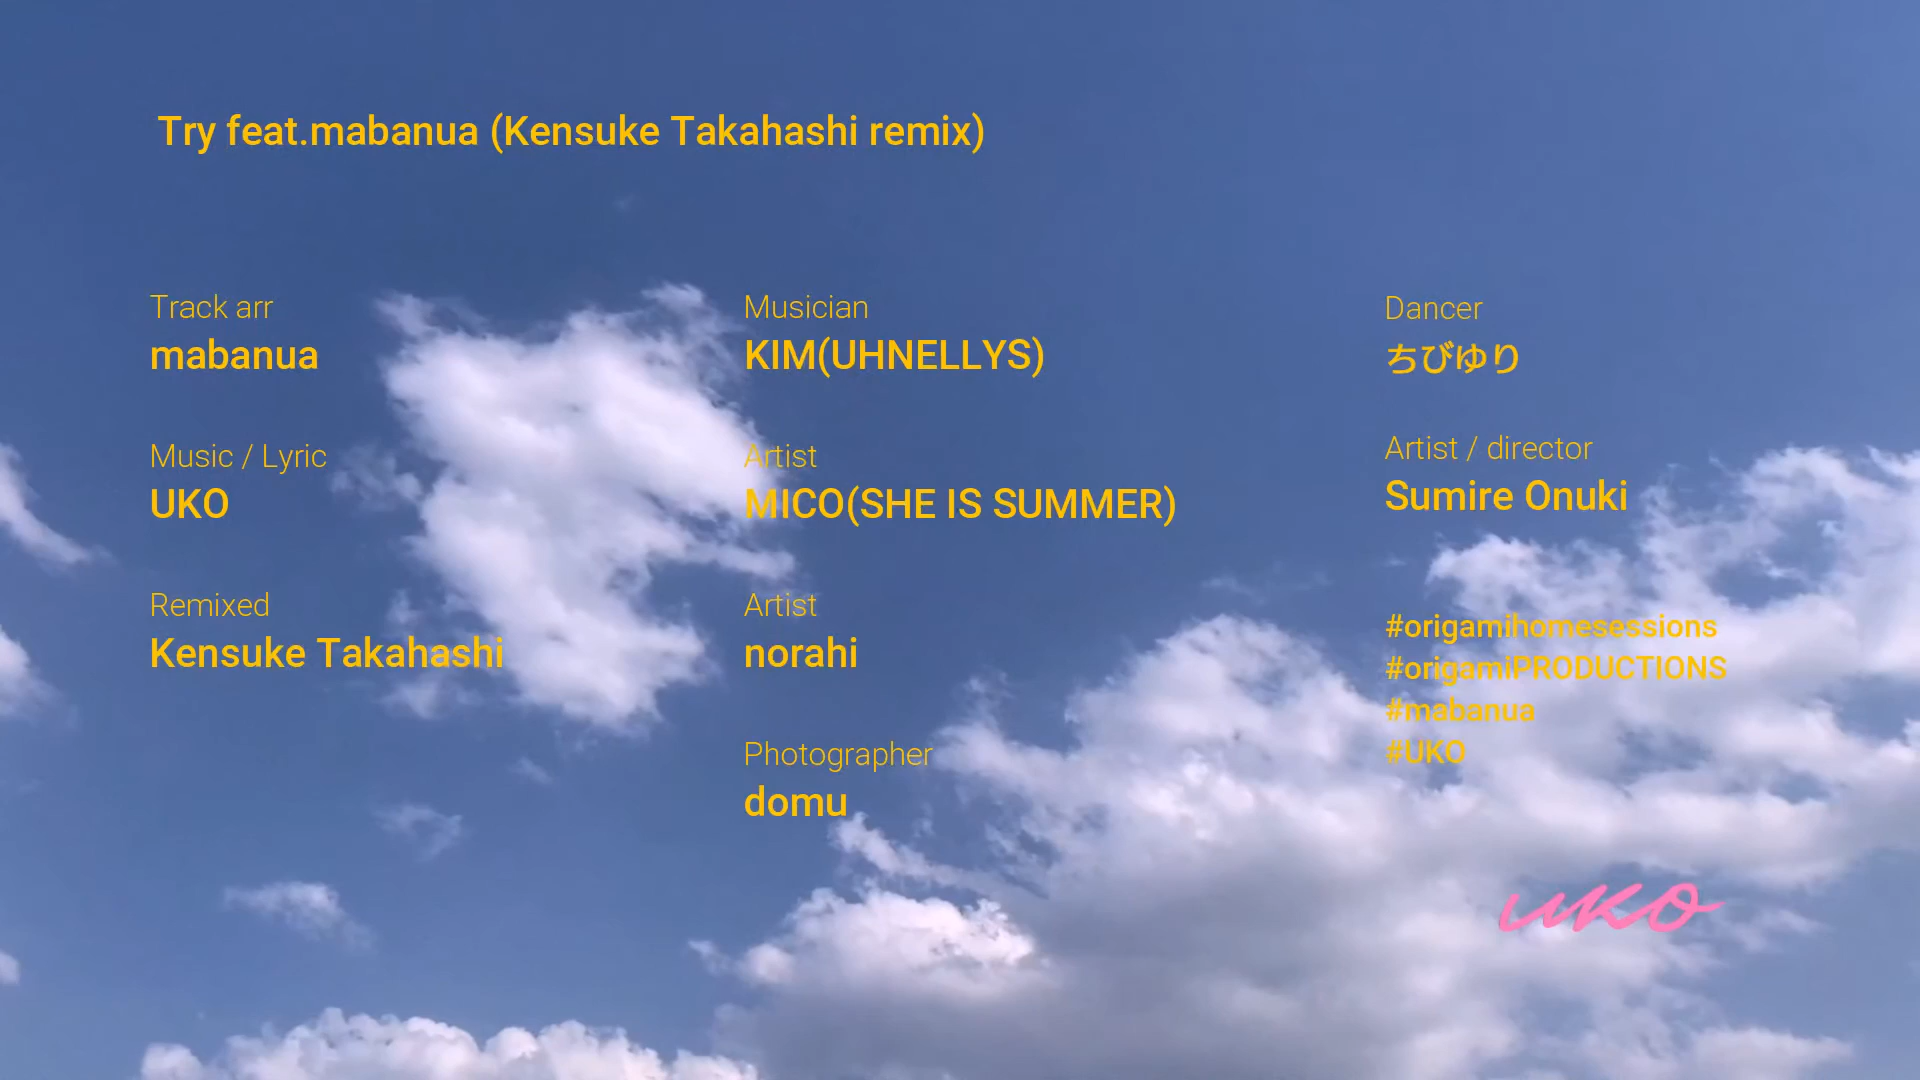 Try feat.mabanua (Kensuke Takahashi remix)
Track arr
mabanua
Music / Lyric
UKO
Remixed
Kensuke Takahashi
Musician
KIM(UHNELLYS)
Artist
MICO(SHE IS SUMMER)
Artist
norahi
Photographer
domu
Dancer
ちびゆり
Artist / director
Sumire Onuki
#origamihomesessions
#origamiPRODUCTIONS
#mabanua
#UKO
uko